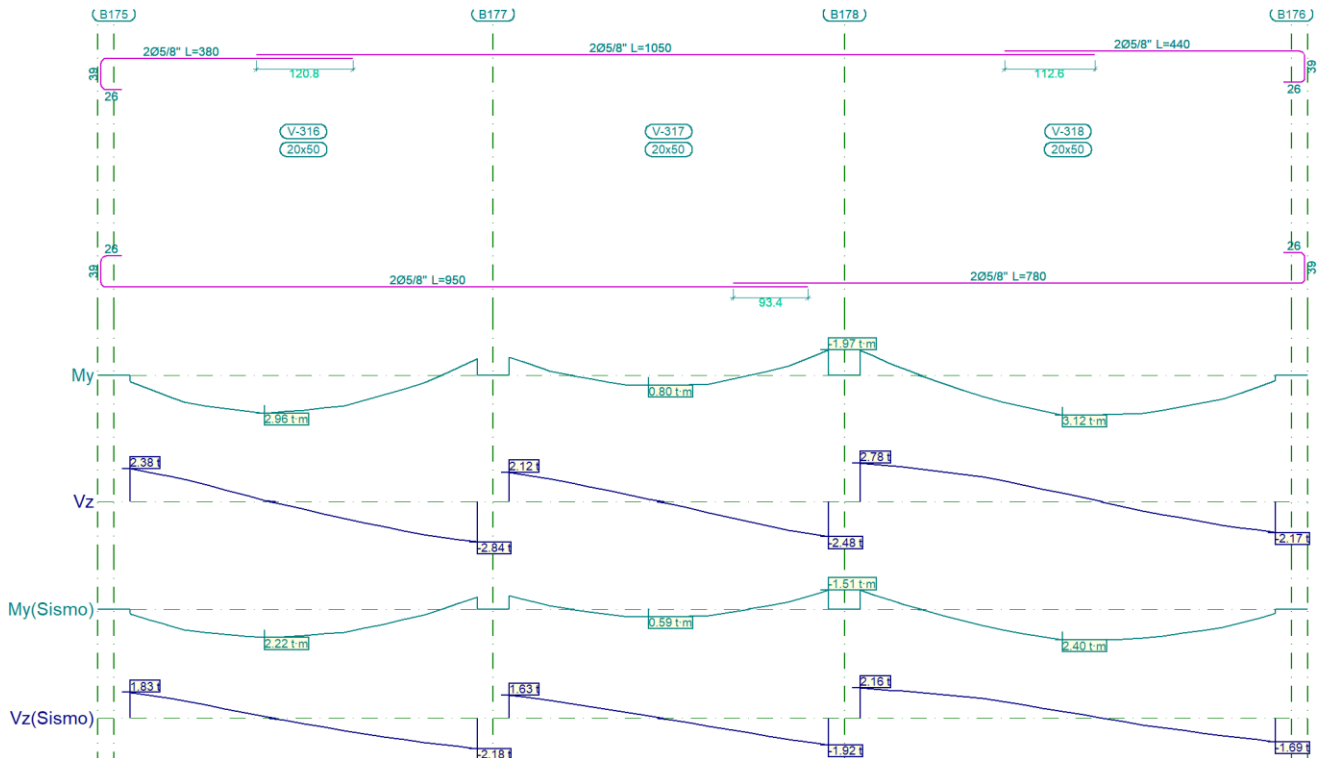 B175
B177
B178
B176
2Ø5/8" L=380
2Ø5/8" L=1050
2Ø5/8" L=440
39
26
120.8
112.6
26
39
V-316
20x50
V-317
20x50
V-318
20x50
26
39
2Ø5/8" L=950
93.4
2Ø5/8" L=780
26
39
My
2.96 t·m
0.80 t·m
-1.97 t·m
3.12 t·m
Vz
2.38 t
-2.84 t
2.12 t
-2.48 t
2.78 t
-2.17 t
My(Sismo)
2.22 t·m
0.59 t·m
-1.51 t·m
2.40 t·m
Vz(Sismo)
1.83 t
-2.18 t
1.63 t
-1.92 t
2.16 t
-1.69 t